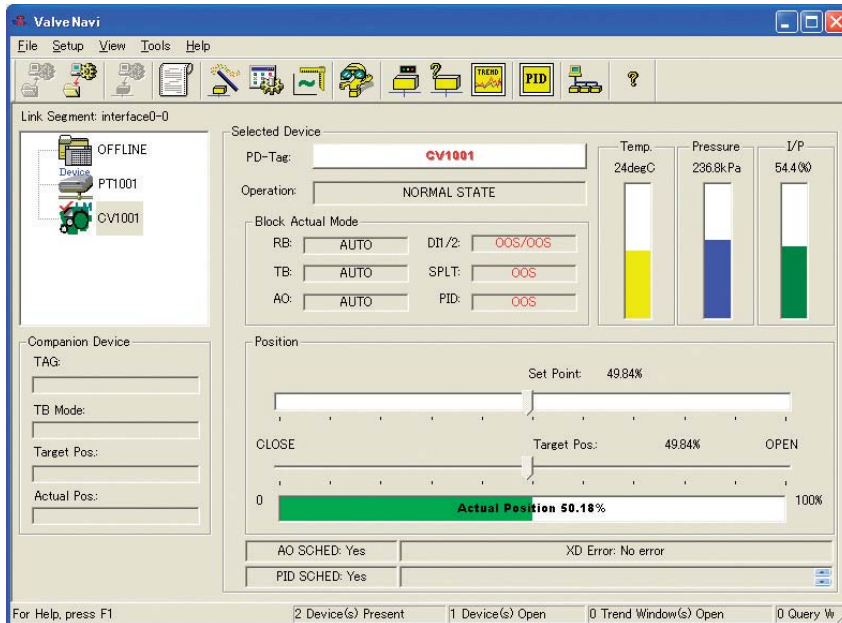 ValveNavi
File Setup View Tools Help
TREND PID ?
Link Segment: interface0-0
OFFLINE
Device
PT1001
CV1001
Selected Device
PD-Tag: CV1001
Operation: NORMAL STATE
Block Actual Mode
RB: AUTO DI1/2: OOS/OOS
TB: AUTO SPLT: OOS
AO: AUTO PID: OOS
Temp. Pressure I/P
24degC 236.8kPa 54.4(%)
Companion Device
TAG:
TB Mode:
Target Pos.:
Actual Pos.:
Position
Set Point: 49.84%
CLOSE Target Pos.: 49.84% OPEN
0 Actual Position 50.18% 100%
AO SCHED: Yes XD Error: No error
PID SCHED: Yes
For Help, press F1 2 Device(s) Present 1 Device(s) Open 0 Trend Window(s) Open 0 Query W